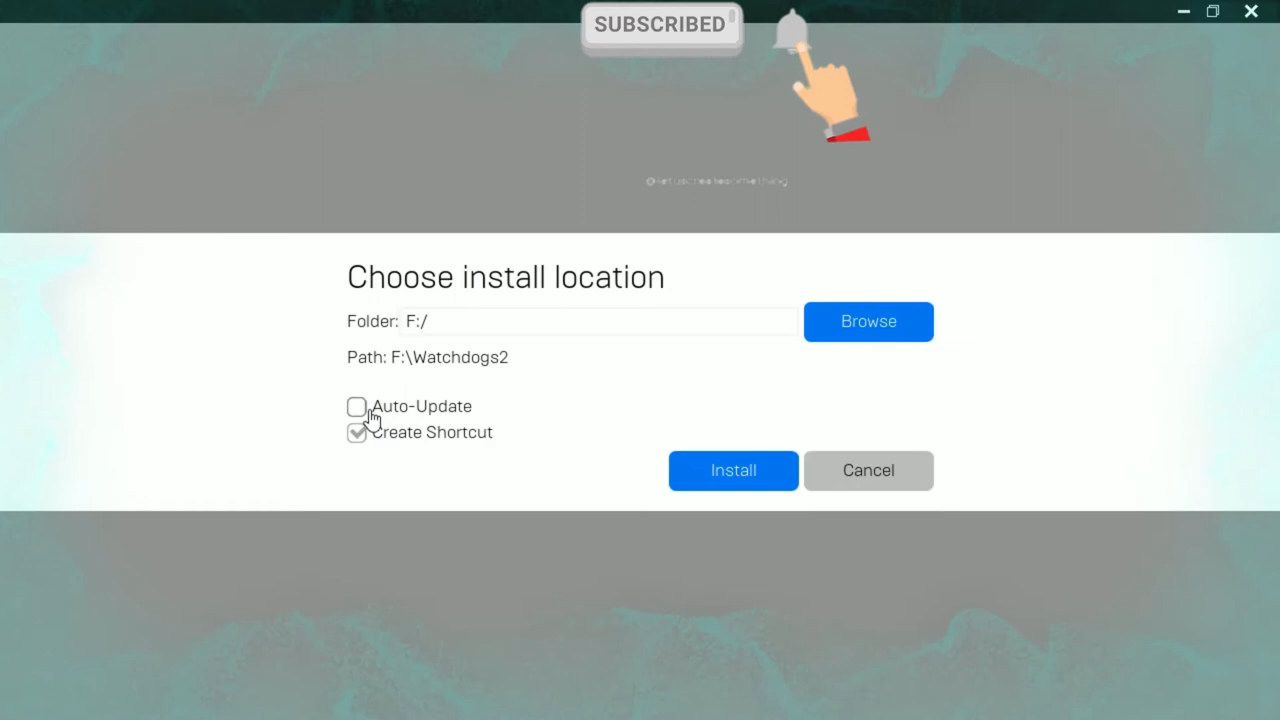 SUBSCRIBED
Choose install location
Folder: F:/
Browse
Path: F:\Watchdogs2
Auto-Update
Create Shortcut
Install
Cancel